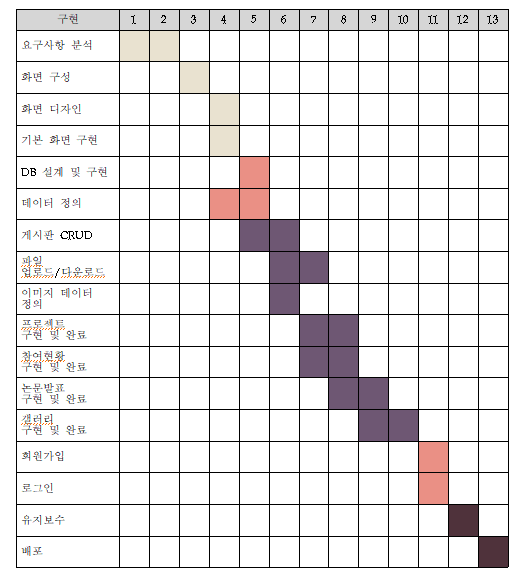 구현 1 2 3 4 5 6 7 8 9 10 11 12 13
요구사항 분석
화면 구성
화면 디자인
기본 화면 구현
DB 설계 및 구현
데이터 정의
게시판 CRUD
파일
업로드/다운로드
이미지 데이터
정의
프로젝트
구현 및 완료
참여현황
구현 및 완료
논문발표
구현 및 완료
갤러리
구현 및 완료
회원가입
로그인
유지보수
배포